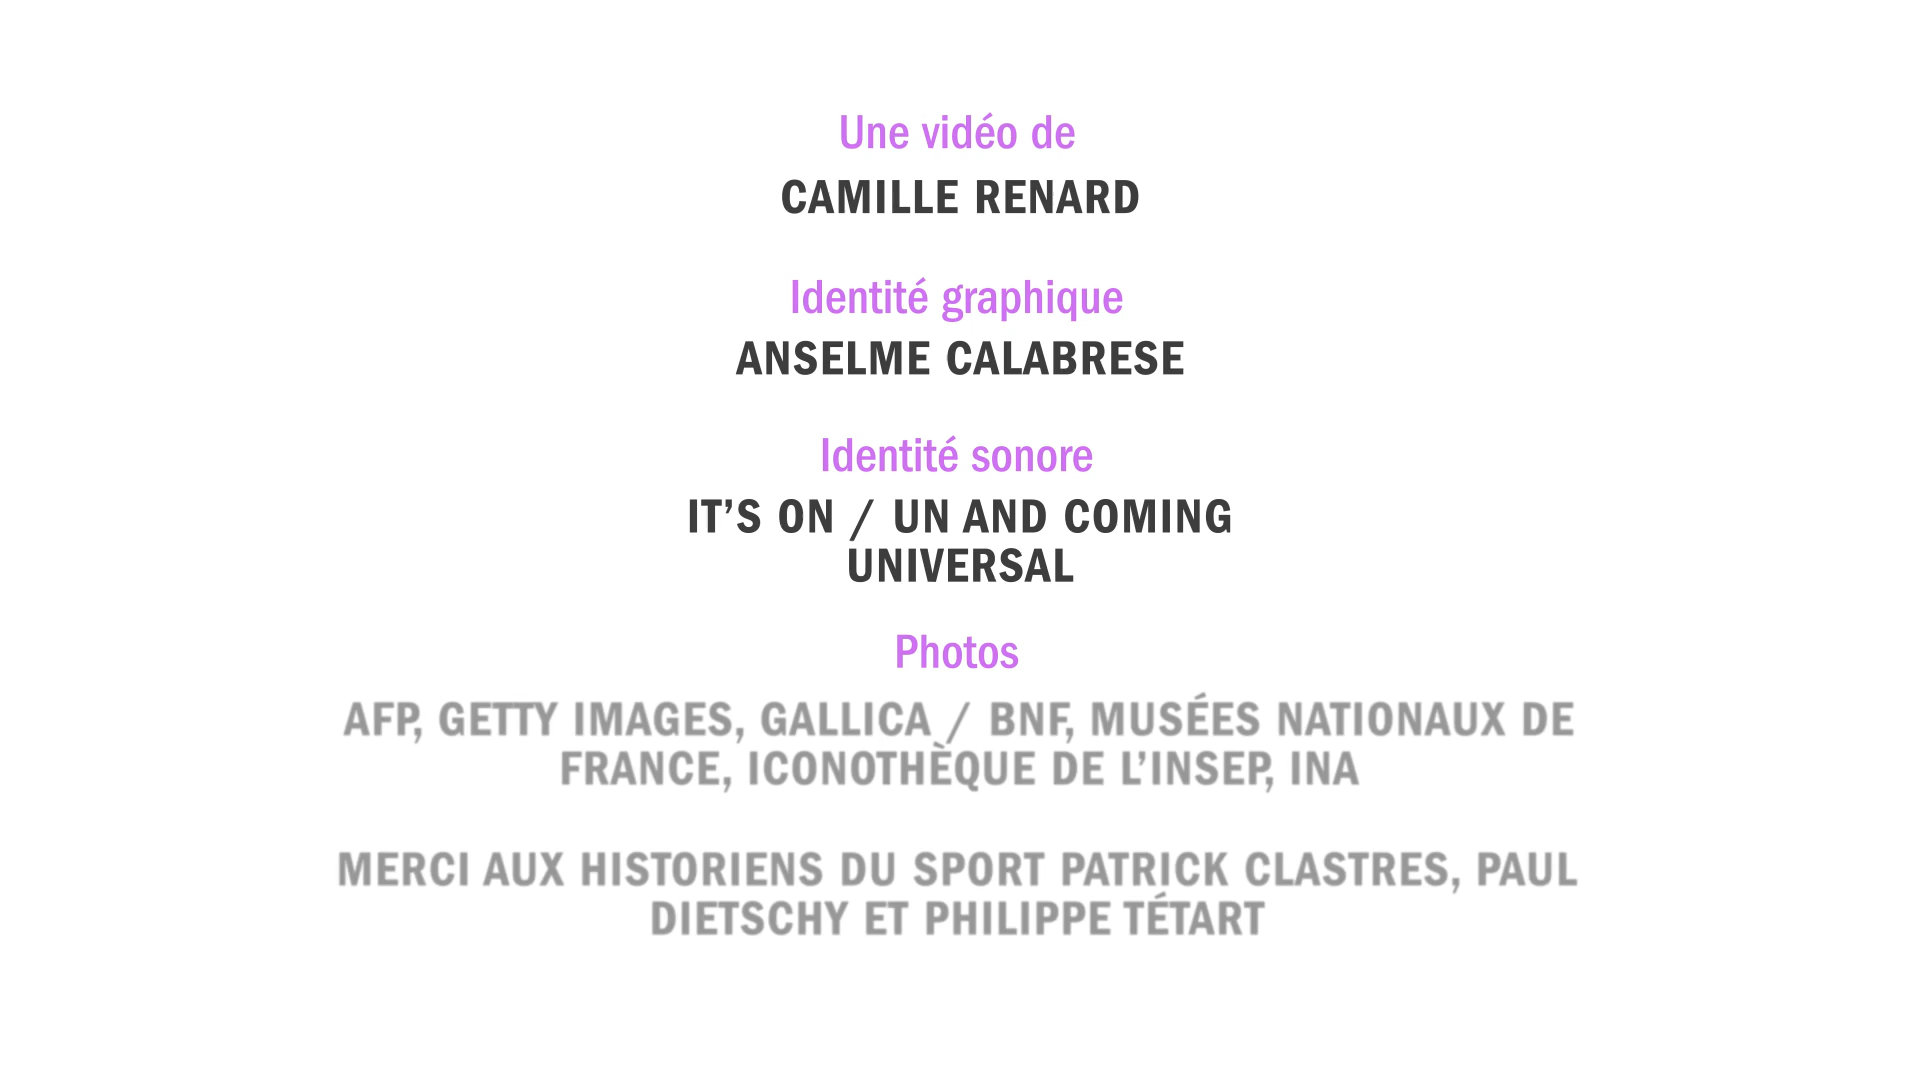 Une vidéo de
CAMILLE RENARD
Identité graphique
ANSELME CALABRESE
Identité sonore
IT’S ON / UN AND COMING
UNIVERSAL
Photos
AFP, GETTY IMAGES, GALLICA / BNF, MUSÉES NATIONAUX DE
FRANCE, ICONOTHÈQUE DE L’INSEP, INA
MERCI AUX HISTORIENS DU SPORT PATRICK CLASTRES, PAUL
DIETSCHY ET PHILIPPE TÉTART